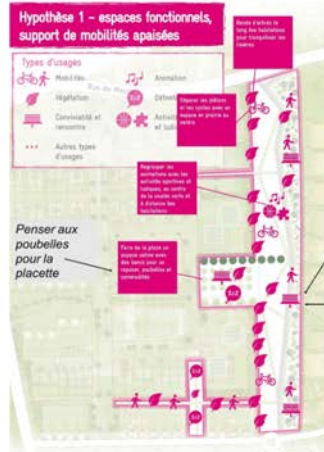 Hypothèse 1 – espaces fonctionnels,
support de mobilités apaisées
Bande d'arbres le
long des habitations
pour tranquilliser les
Types d'usages
Mobilités
Animation
Végétation
Convivialité et
rencontre
Autres types
d'usages
Séparer les piétons
et les cycles avec un
espace en prairie au
centre
Regrouper les
animations avec les
activités sportives et
ludiques, au centre
de la coulée verte et
à distance des
habitations
Penser aux
poubelles
pour la
placette
Faire de la place un
espace calme avec
des bancs pour se
reposer, poubelles et